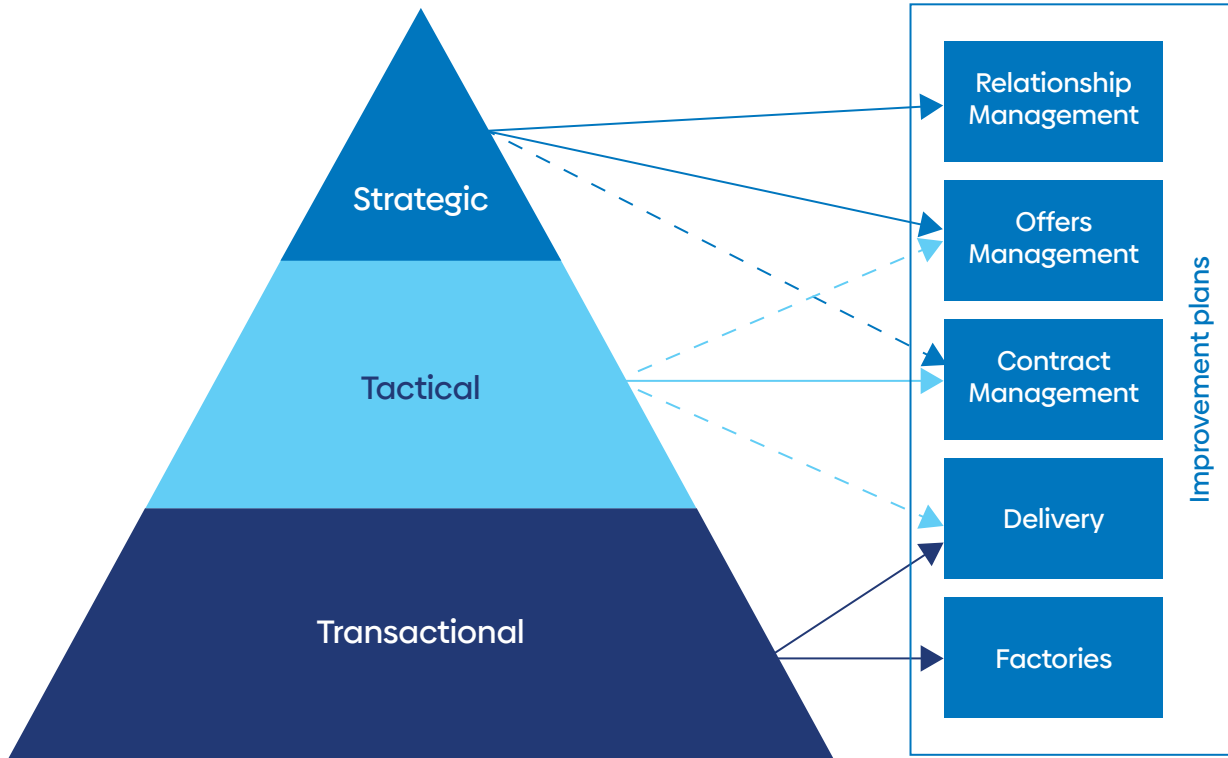 Strategic
Tactical
Transactional
Relationship
Management
Offers
Management
Contract
Management
Delivery
Factories
Improvement plans